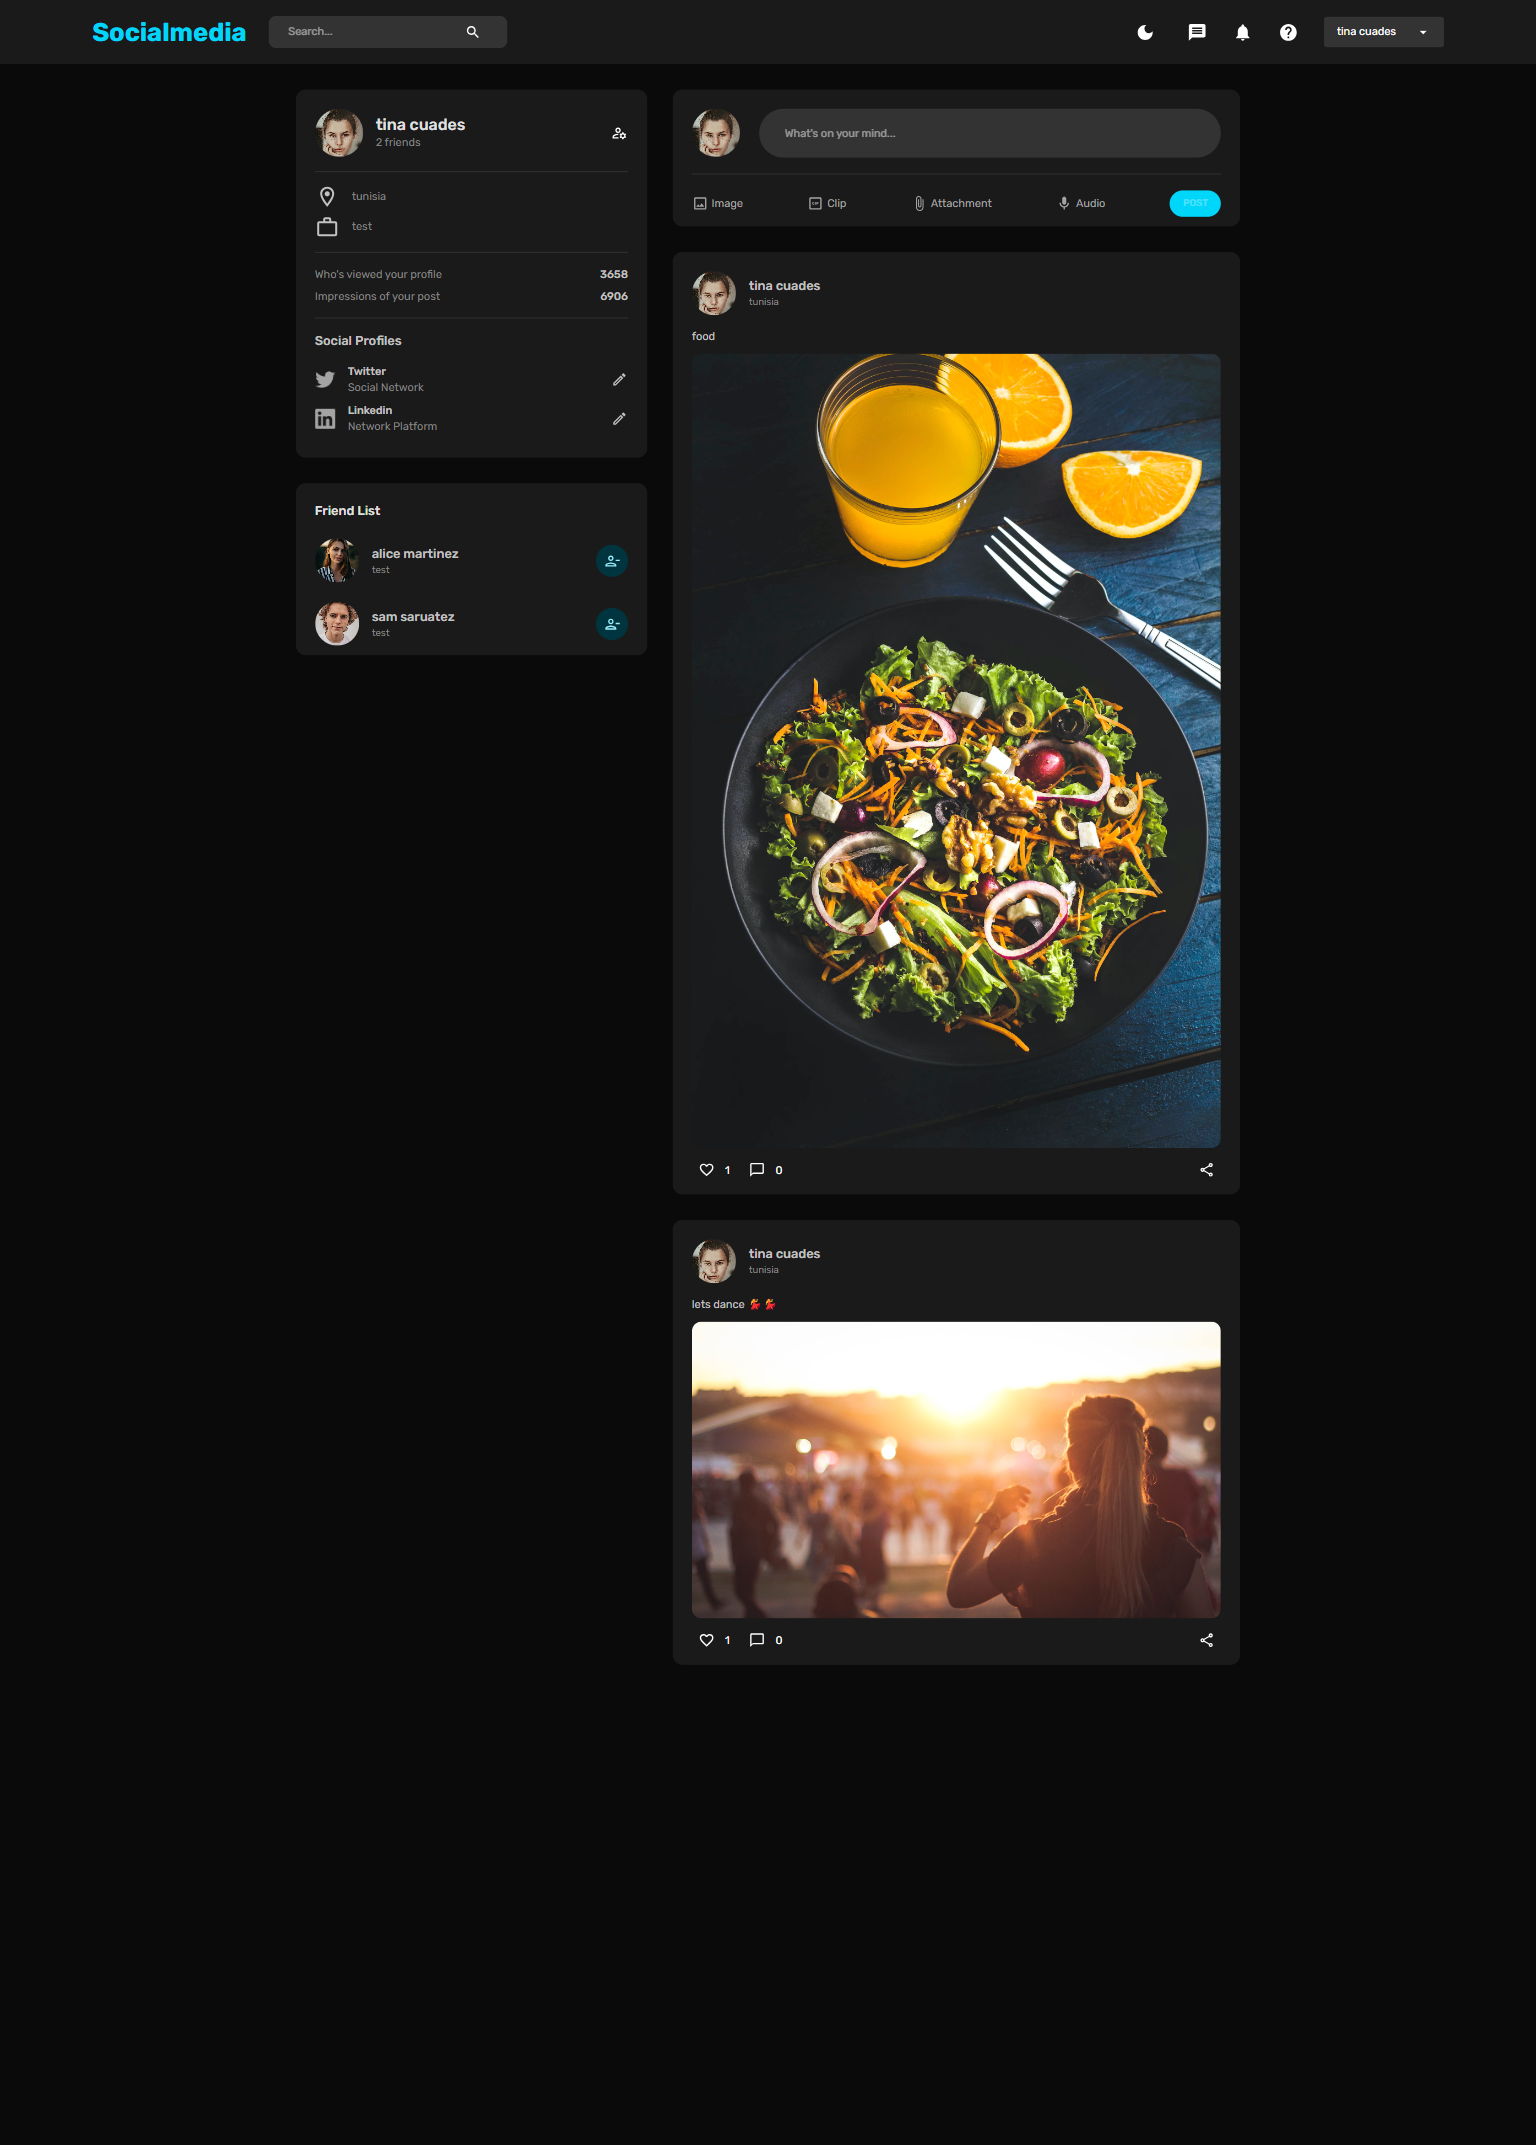 Socialmedia
Search...
tina cuades
tina cuades
2 friends
tunisia
test
Who's viewed your profile 3658
Impressions of your post 6906
Social Profiles
Twitter
Social Network
Linkedin
Network Platform
Friend List
alice martinez
test
sam saruatez
test
What's on your mind...
Image Clip Attachment Audio POST
tina cuades
tunisia
food
1 0
tina cuades
tunisia
lets dance 💃💃
1 0